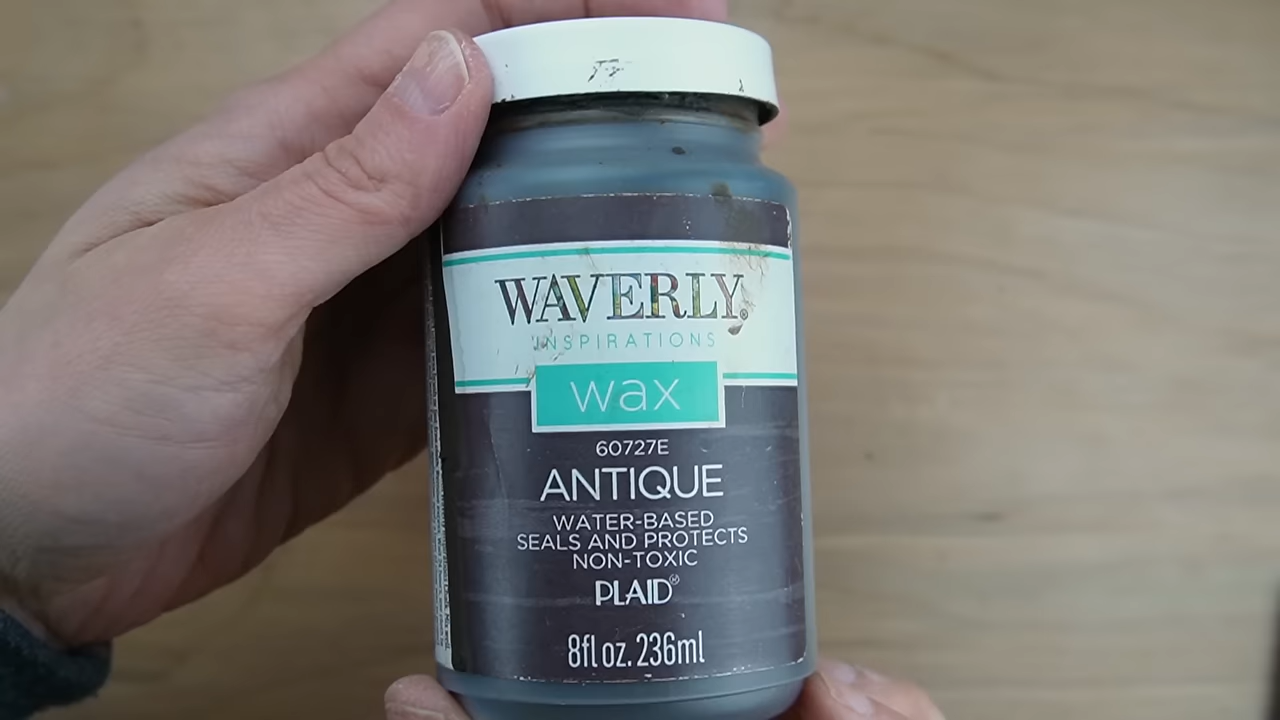 WAVERLY®
INSPIRATIONS
wax
60727E
ANTIQUE
WATER-BASED
SEALS AND PROTECTS
NON-TOXIC
PLAID®
8fl oz. 236ml